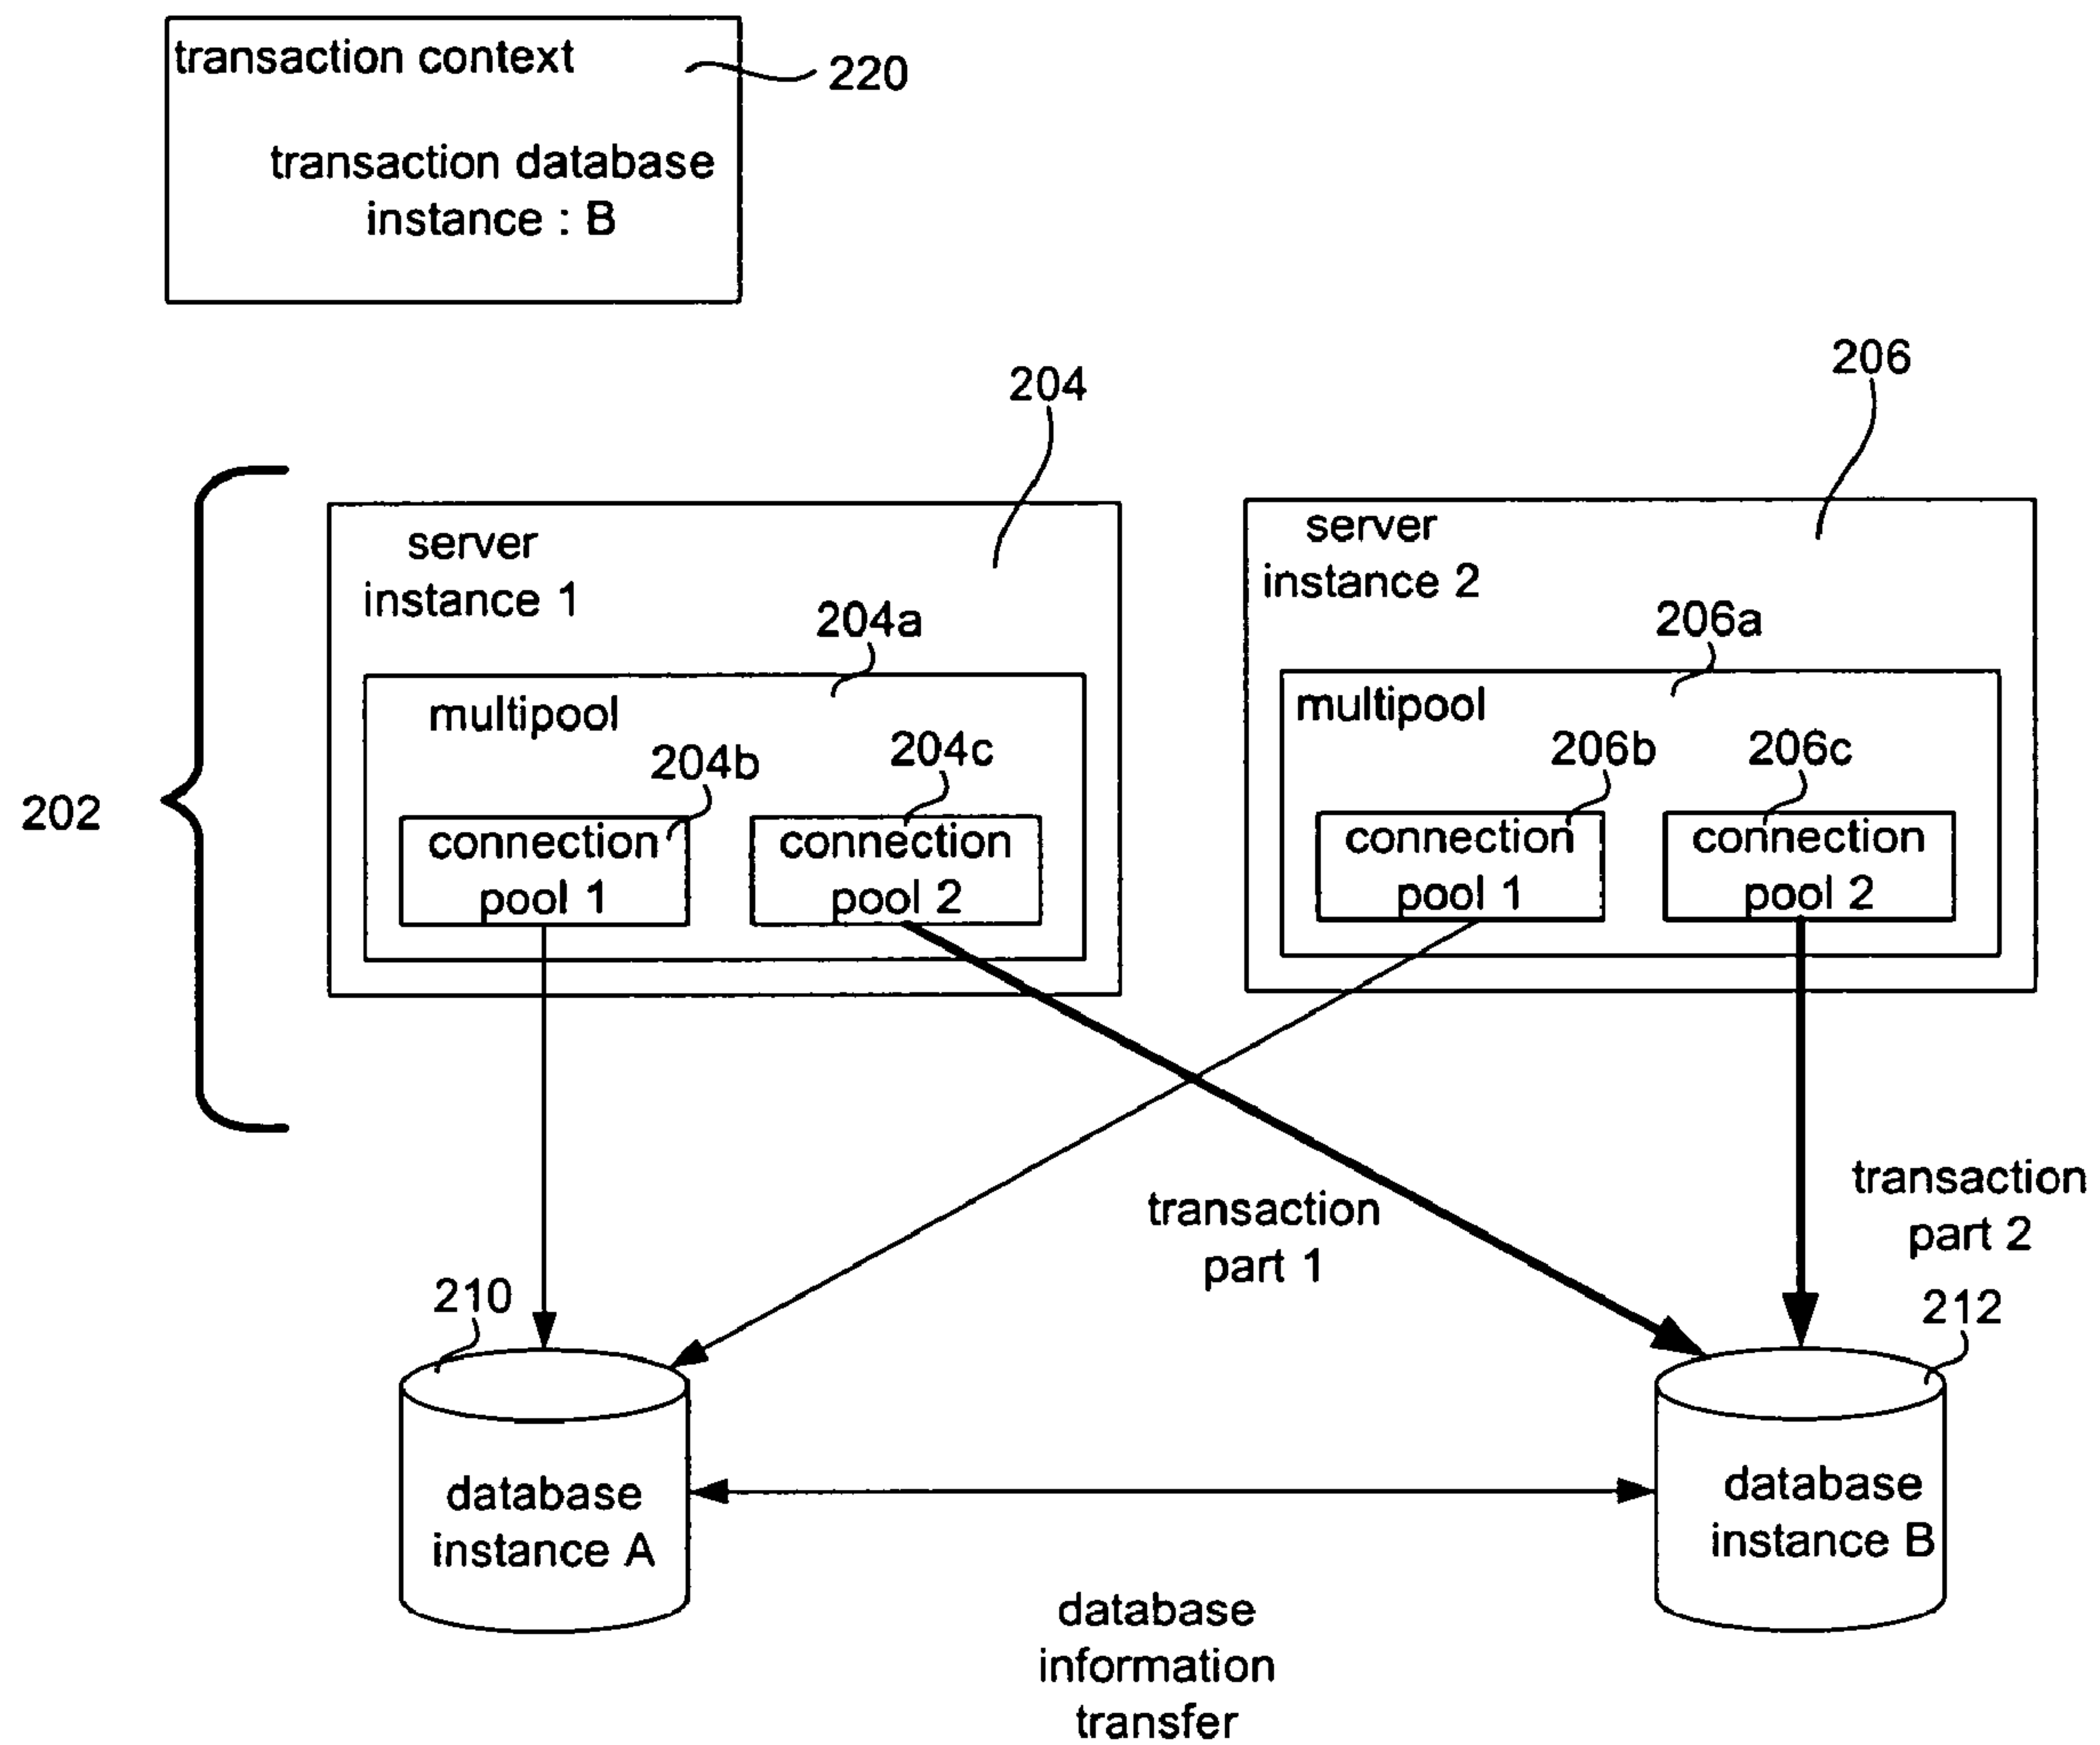 transaction context
220
transaction database
instance : B
204
206
202
server
instance 1
204a
multipool
204b
204c
connection
pool 1
connection
pool 2
server
instance 2
206a
multipool
206b
206c
connection
pool 1
connection
pool 2
transaction
part 1
transaction
part 2
210
212
database
instance A
database
instance B
database
information
transfer